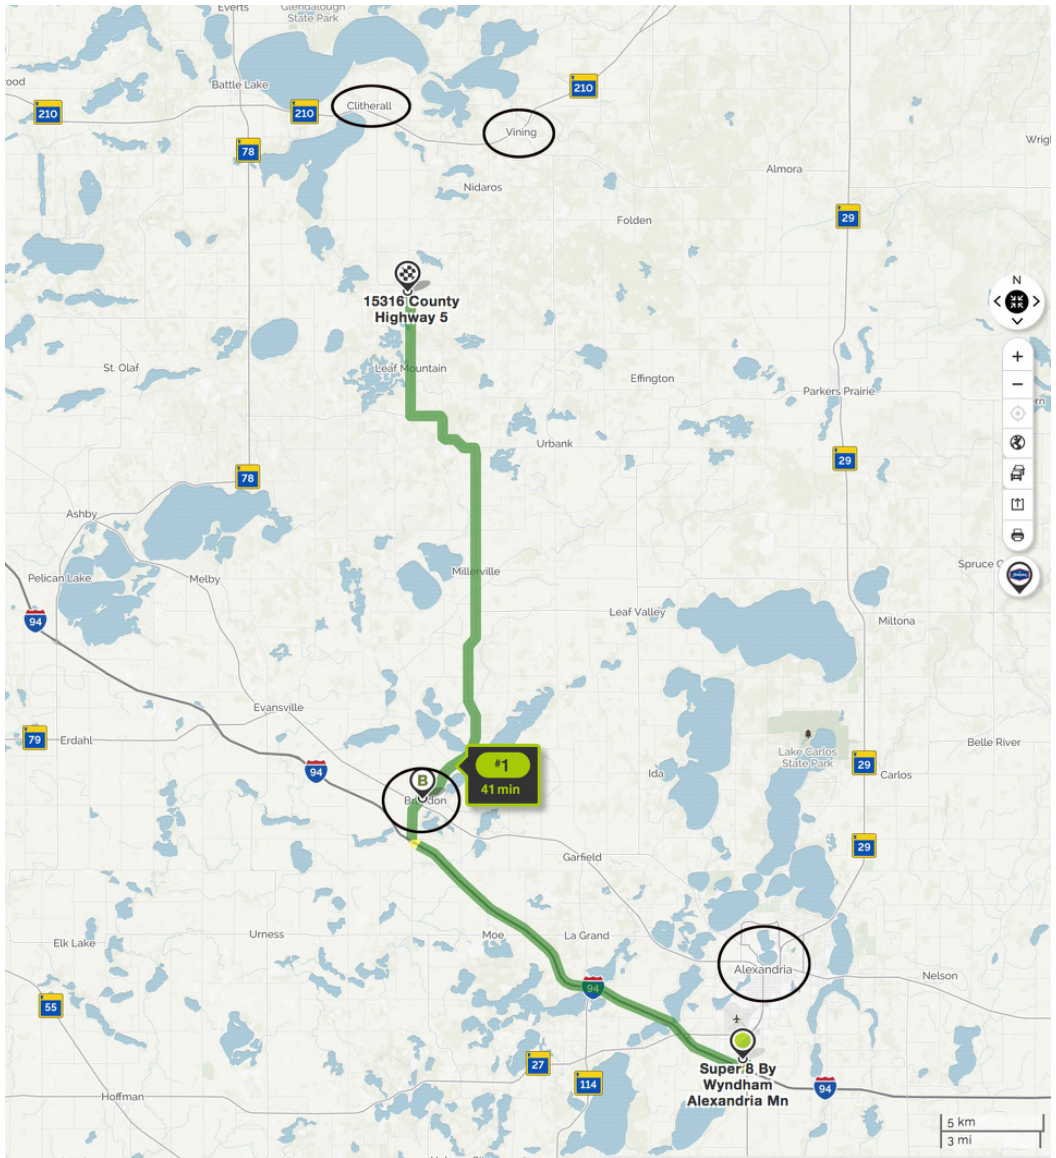 Everts
Glendalough
State Park
Battle Lake
210
210
Clitherall
210
Vining
78
Almora
Nidaros
Folden
29
N
15316 County
Highway 5
St. Olaf
Leaf Mountain
Effington
Parkers Prairie
Urbank
29
78
Ashby
Pelican Lake
Melby
Millerville
94
Leaf Valley
Miltona
Evansville
79
Erdahl
94
#1
41 min
B
Ida
Lake Carlos
State Park
29
Carlos
Belle River
29
Garfield
Elk Lake
Urness
Moe
La Grand
Alexandria
Nelson
94
55
27
114
Super 8 By
Wyndham
Alexandria Mn
94
Hoffman
5 km
3 mi